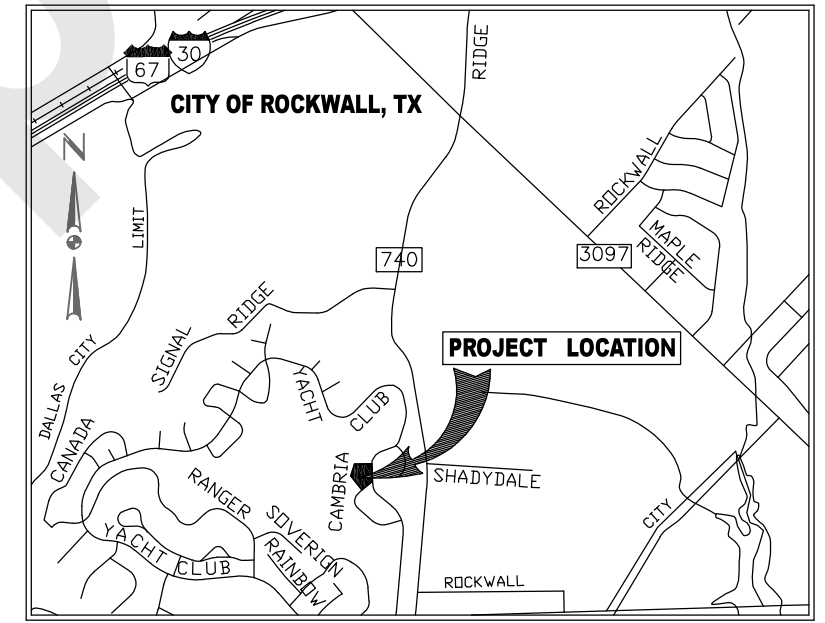 RIDGE
30
67
CITY OF ROCKWALL, TX
N
LIMIT
ROCKWALL
MAPLE
RIDGE
740
3097
SIGNAL RIDGE
DALLAS CITY
PROJECT LOCATION
YACHT CLUB
CANADA
CAMBRIA
SHADYDALE
RANGER
SOVERIGN
RAINBOW
CITY
YACHT CLUB
ROCKWALL